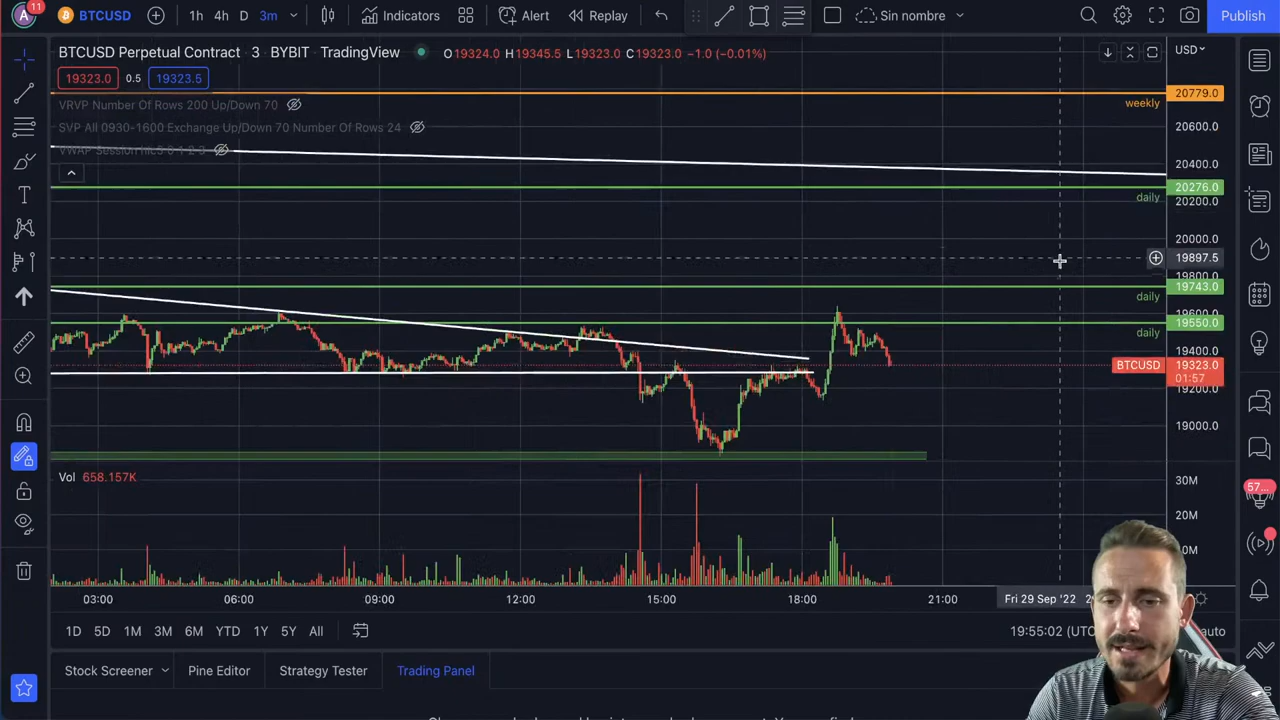 A 11 BTCUSD 1h 4h D 3m Indicators Alert Replay Sin nombre Publish
BTCUSD Perpetual Contract · 3 · BYBIT · TradingView O19324.0 H19345.5 L19323.0 C19323.0 -1.0 (-0.01%) USD
19323.0 0.5 19323.5
20779.0
weekly
VRVP Number Of Rows 200 Up/Down 70
SVP All 0930-1600 Exchange Up/Down 70 Number Of Rows 24
20600.0
VWAP Session hlc3 0 1 2 3
20400.0
20276.0
daily
20200.0
20000.0
19897.5
19800.0
19743.0
daily
19600.0
19550.0
daily
19400.0
BTCUSD 19323.0
01:57
19200.0
19000.0
Vol 658.157K
30M
20M
57...
03:00 06:00 09:00 12:00 15:00 18:00 21:00 Fri 29 Sep '22
1D 5D 1M 3M 6M YTD 1Y 5Y All 19:55:02 (UTC auto
Stock Screener Pine Editor Strategy Tester Trading Panel